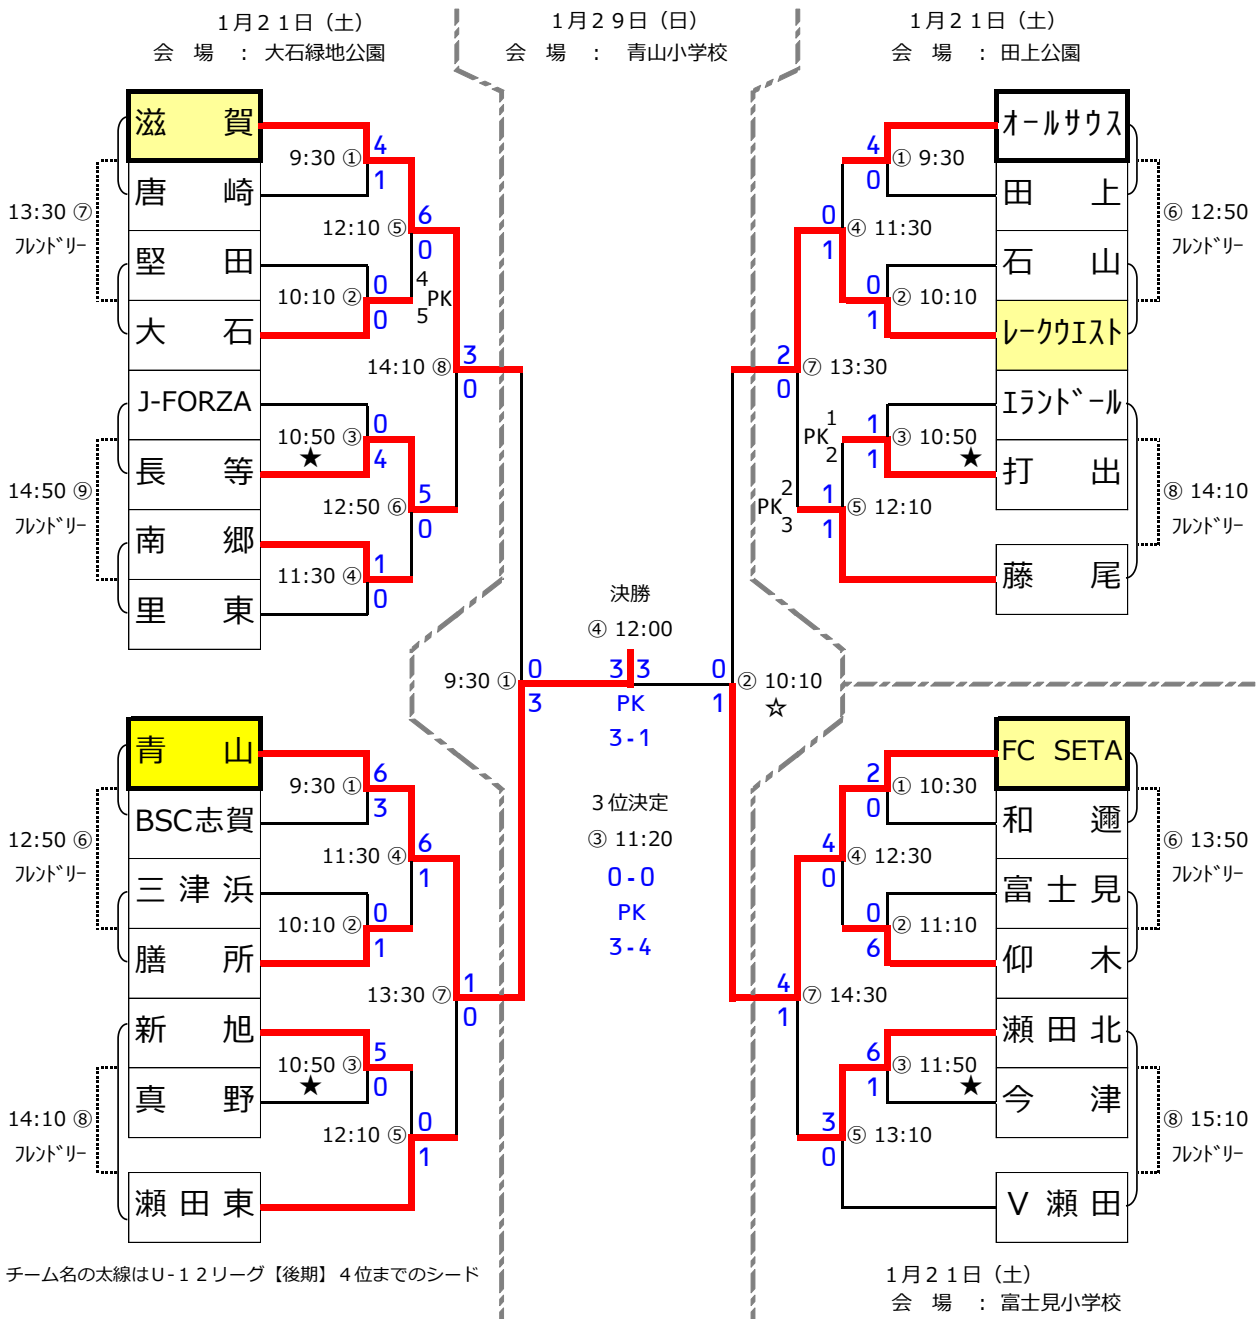 1月21日（土）
会　場　：　大石緑地公園
1月29日（日）
会　場　：　青山小学校
1月21日（土）
会　場　：　田上公園
滋　賀
唐　崎
堅　田
大　石
J-FORZA
長　等
南　郷
里　東
9:30 ①
4
1
10:10 ②
0
0
4
PK
5
12:10 ⑤
6
0
13:30 ⑦
ﾌﾚﾝﾄﾞﾘｰ
10:50 ③
★
0
4
11:30 ④
1
0
12:50 ⑥
5
0
14:50 ⑨
ﾌﾚﾝﾄﾞﾘｰ
14:10 ⑧
3
0
オールサウス
田　上
石　山
ﾚｰｸｳｴｽﾄ
ｴﾗﾝﾄﾞｰﾙ
打　出
藤　尾
4
0
① 9:30
0
1
② 10:10
0
1
④ 11:30
⑥ 12:50
ﾌﾚﾝﾄﾞﾘｰ
2
0
⑦ 13:30
PK
1
2
1
1
③ 10:50
★
PK
2
3
1
1
⑤ 12:10
⑧ 14:10
ﾌﾚﾝﾄﾞﾘｰ
決勝
④ 12:00
9:30 ①
0
3
3
3
PK
3-1
0
1
② 10:10
☆
3位決定
③ 11:20
0-0
PK
3-4
青　山
BSC志賀
三 津 浜
膳　所
新　旭
真　野
瀬 田 東
9:30 ①
6
3
10:10 ②
0
1
11:30 ④
6
1
12:50 ⑥
ﾌﾚﾝﾄﾞﾘｰ
13:30 ⑦
1
0
10:50 ③
★
5
0
12:10 ⑤
0
1
14:10 ⑧
ﾌﾚﾝﾄﾞﾘｰ
FC SETA
和　邇
富 士 見
仰　木
瀬 田 北
今　津
V 瀬 田
2
0
① 10:30
0
6
② 11:10
4
0
④ 12:30
⑥ 13:50
ﾌﾚﾝﾄﾞﾘｰ
4
1
⑦ 14:30
6
1
③ 11:50
★
3
0
⑤ 13:10
⑧ 15:10
ﾌﾚﾝﾄﾞﾘｰ
チーム名の太線はU-12リーグ【後期】4位までのシード
1月21日（土）
会　場　：　富士見小学校